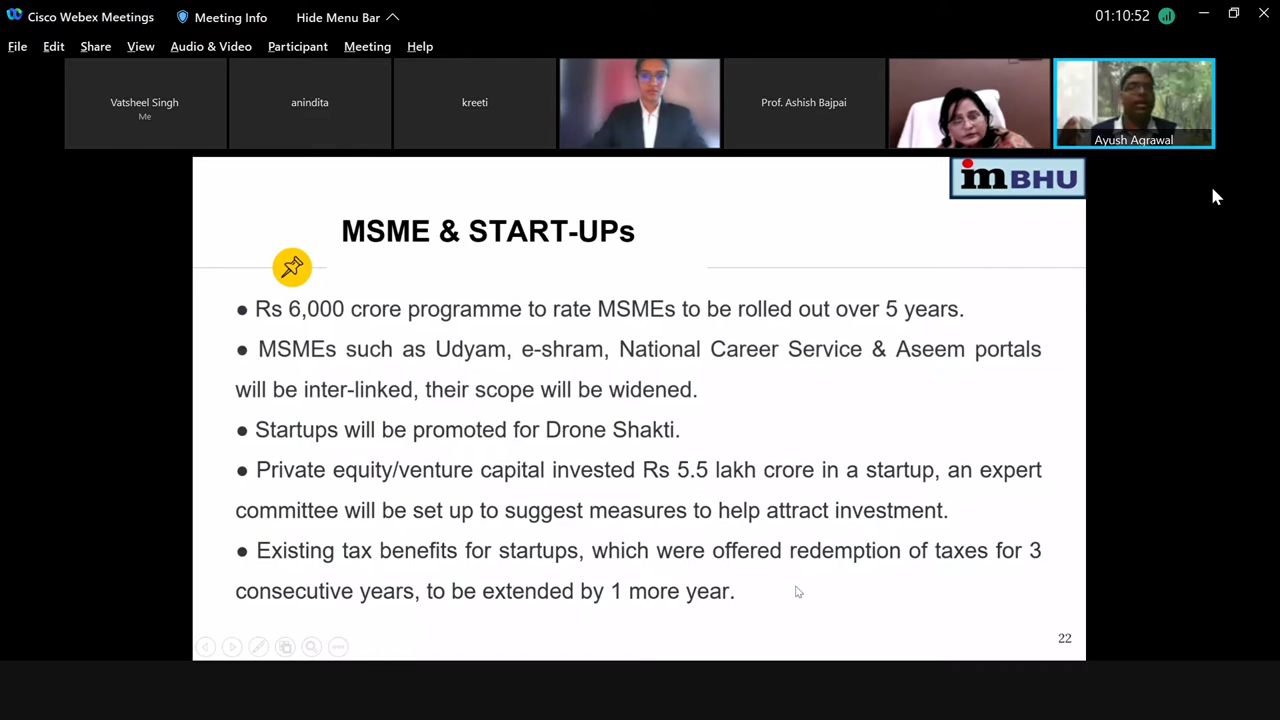 Cisco Webex Meetings Meeting Info Hide Menu Bar 01:10:52
File Edit Share View Audio & Video Participant Meeting Help
Vatsheel Singh
Me
anindita
kreeti
Prof. Ashish Bajpai
Ayush Agrawal
im BHU
MSME & START-UPs
● Rs 6,000 crore programme to rate MSMEs to be rolled out over 5 years.
● MSMEs such as Udyam, e-shram, National Career Service & Aseem portals
will be inter-linked, their scope will be widened.
● Startups will be promoted for Drone Shakti.
● Private equity/venture capital invested Rs 5.5 lakh crore in a startup, an expert
committee will be set up to suggest measures to help attract investment.
● Existing tax benefits for startups, which were offered redemption of taxes for 3
consecutive years, to be extended by 1 more year.
22